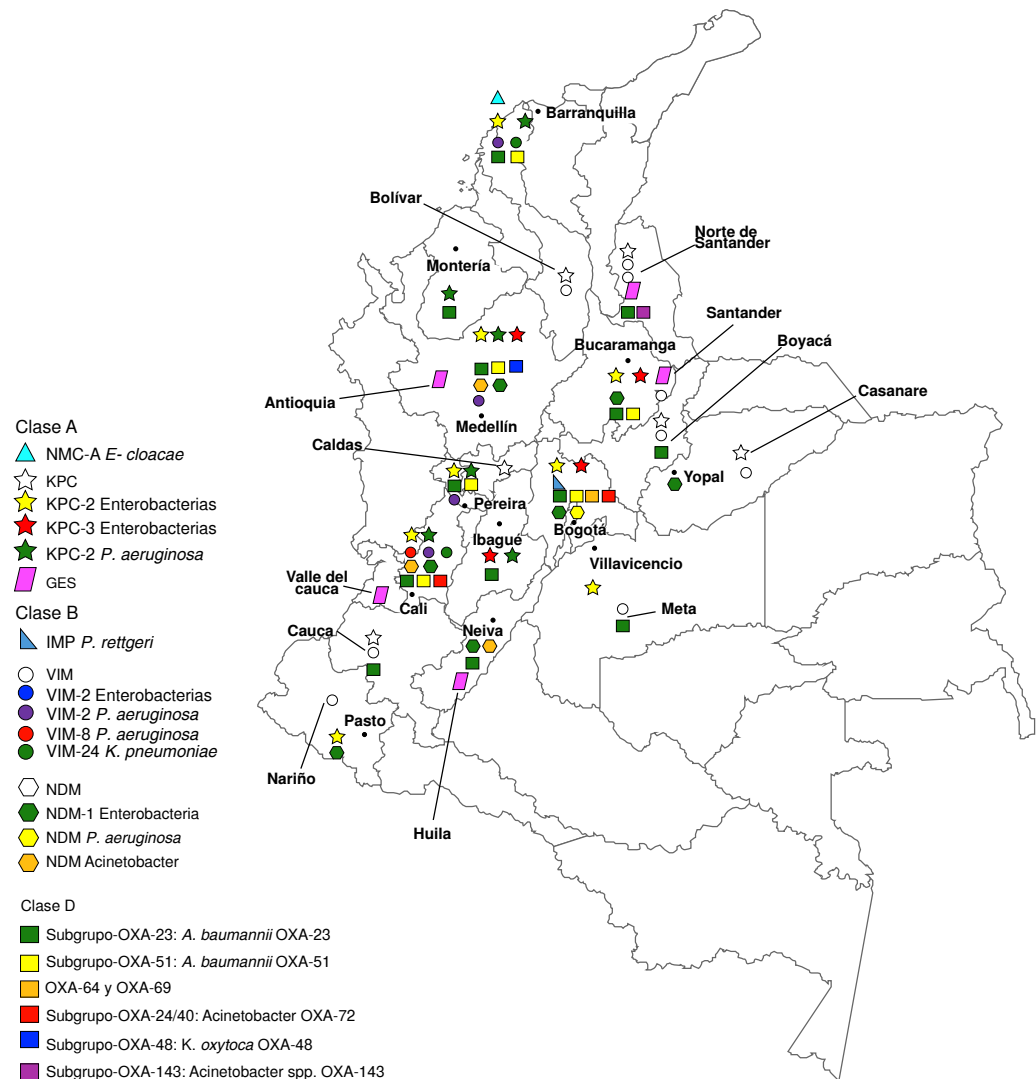 Barranquilla
Bolívar
Norte de
Santander
Montería
Santander
Bucaramanga
Boyacá
Antioquia
Casanare
Medellín
Caldas
Yopal
Pereira
Bogotá
Ibagué
Villavicencio
Valle del
cauca
Cali
Meta
Neiva
Cauca
Pasto
Nariño
Huila
Clase A
NMC-A E- cloacae
KPC
KPC-2 Enterobacterias
KPC-3 Enterobacterias
KPC-2 P. aeruginosa
GES
Clase B
IMP P. rettgeri
VIM
VIM-2 Enterobacterias
VIM-2 P. aeruginosa
VIM-8 P. aeruginosa
VIM-24 K. pneumoniae
NDM
NDM-1 Enterobacteria
NDM P. aeruginosa
NDM Acinetobacter
Clase D
Subgrupo-OXA-23: A. baumannii OXA-23
Subgrupo-OXA-51: A. baumannii OXA-51
OXA-64 y OXA-69
Subgrupo-OXA-24/40: Acinetobacter OXA-72
Subgrupo-OXA-48: K. oxytoca OXA-48
Subgrupo-OXA-143: Acinetobacter spp. OXA-143